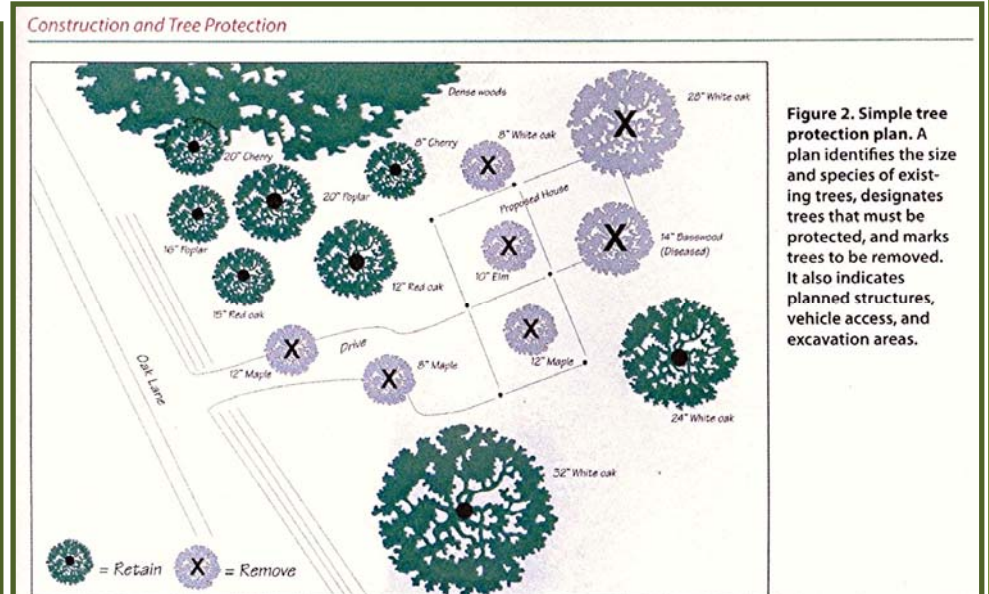 Construction and Tree Protection
Dense woods
28" White oak
20" Cherry
8" Cherry
8" White oak
20" Poplar
Proposed House
16" Poplar
14" Basswood
(Diseased)
10" Elm
12" Red oak
15" Red oak
Drive
12" Maple
12" Maple
8" Maple
Oak Lane
24" White oak
32" White oak
= Retain
X = Remove
X
X
X
X
X
X
X
Figure 2. Simple tree
protection plan. A
plan identifies the size
and species of exist-
ing trees, designates
trees that must be
protected, and marks
trees to be removed.
It also indicates
planned structures,
vehicle access, and
excavation areas.